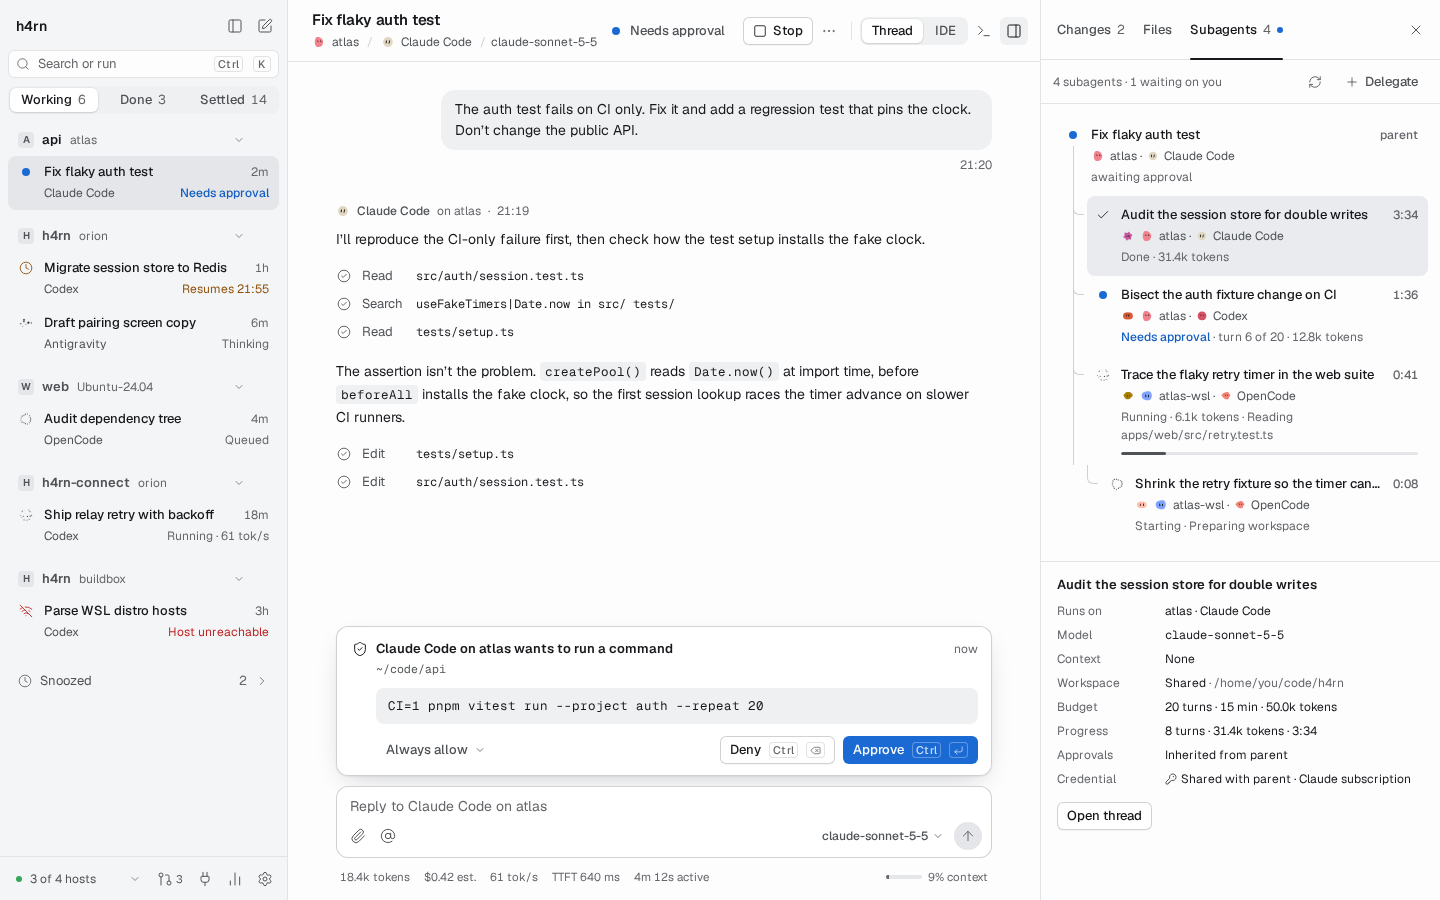 h4rn
Search or run Ctrl K
Working 6 Done 3 Settled 14
A api atlas
Fix flaky auth test 2m
Claude Code Needs approval
H h4rn orion
Migrate session store to Redis 1h
Codex Resumes 21:55
Draft pairing screen copy 6m
Antigravity Thinking
W web Ubuntu-24.04
Audit dependency tree 4m
OpenCode Queued
H h4rn-connect orion
Ship relay retry with backoff 18m
Codex Running · 61 tok/s
H h4rn buildbox
Parse WSL distro hosts 3h
Codex Host unreachable
Snoozed 2
3 of 4 hosts 3
Fix flaky auth test
atlas / Claude Code / claude-sonnet-5-5
Needs approval Stop ··· Thread IDE
The auth test fails on CI only. Fix it and add a regression test that pins the clock.
Don't change the public API.
21:20
Claude Code on atlas · 21:19
I'll reproduce the CI-only failure first, then check how the test setup installs the fake clock.
Read src/auth/session.test.ts
Search useFakeTimers|Date.now in src/ tests/
Read tests/setup.ts
The assertion isn't the problem. createPool() reads Date.now() at import time, before
beforeAll installs the fake clock, so the first session lookup races the timer advance on slower
CI runners.
Edit tests/setup.ts
Edit src/auth/session.test.ts
Claude Code on atlas wants to run a command now
~/code/api
CI=1 pnpm vitest run --project auth --repeat 20
Always allow Deny Ctrl Approve Ctrl
Reply to Claude Code on atlas
claude-sonnet-5-5
18.4k tokens $0.42 est. 61 tok/s TTFT 640 ms 4m 12s active 9% context
Changes 2 Files Subagents 4
4 subagents · 1 waiting on you Delegate
Fix flaky auth test parent
atlas · Claude Code
awaiting approval
Audit the session store for double writes 3:34
atlas · Claude Code
Done · 31.4k tokens
Bisect the auth fixture change on CI 1:36
atlas · Codex
Needs approval · turn 6 of 20 · 12.8k tokens
Trace the flaky retry timer in the web suite 0:41
atlas-wsl · OpenCode
Running · 6.1k tokens · Reading
apps/web/src/retry.test.ts
Shrink the retry fixture so the timer can... 0:08
atlas-wsl · OpenCode
Starting · Preparing workspace
Audit the session store for double writes
Runs on atlas · Claude Code
Model claude-sonnet-5-5
Context None
Workspace Shared · /home/you/code/h4rn
Budget 20 turns · 15 min · 50.0k tokens
Progress 8 turns · 31.4k tokens · 3:34
Approvals Inherited from parent
Credential Shared with parent · Claude subscription
Open thread